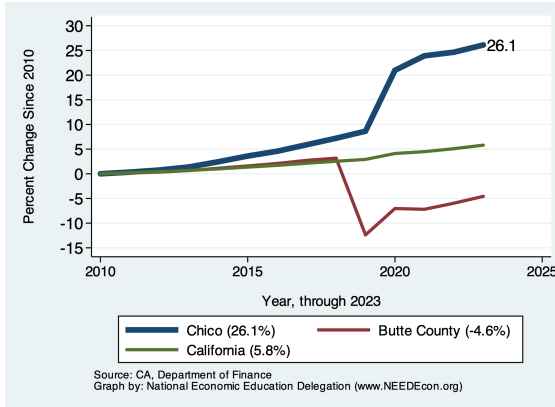 Percent Change Since 2010
30
25
20
15
10
5
0
-5
-10
-15
26.1
2010
2015
2020
2025
Year, through 2023
Chico (26.1%)
Butte County (-4.6%)
California (5.8%)
Source: CA, Department of Finance
Graph by: National Economic Education Delegation (www.NEEDEcon.org)